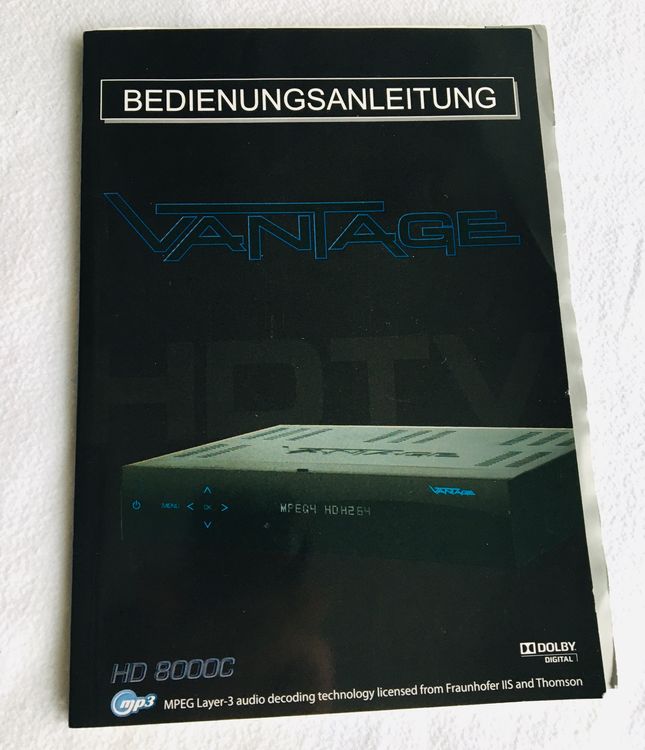 BEDIENUNGSANLEITUNG
VANTAGE
HDTV
VANTAGE
VANTAGE
MENU
OK
MPEG4 HDH264
HD 8000C
DOLBY
DIGITAL
mp3 MPEG Layer-3 audio decoding technology licensed from Fraunhofer IIS and Thomson